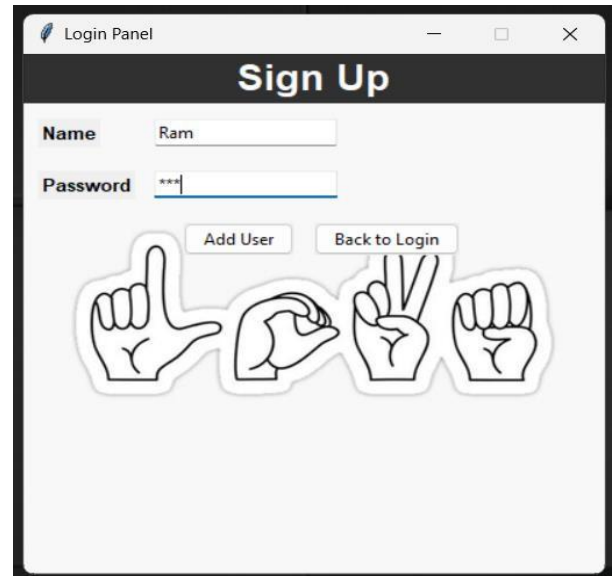 Login Panel
Sign Up
Name Ram
Password ***
Add User Back to Login